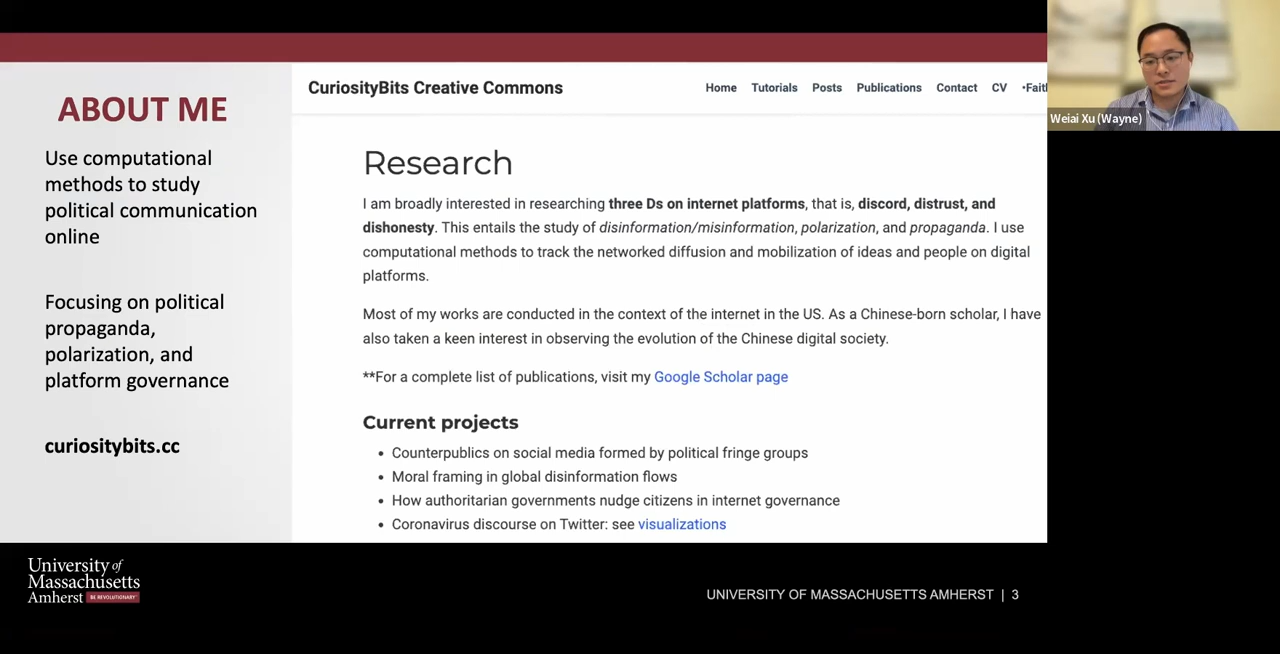 ABOUT ME
Use computational
methods to study
political communication
online
Focusing on political
propaganda,
polarization, and
platform governance
curiositybits.cc
CuriosityBits Creative Commons
Home Tutorials Posts Publications Contact CV
Research
I am broadly interested in researching three Ds on internet platforms, that is, discord, distrust, and
dishonesty. This entails the study of disinformation/misinformation, polarization, and propaganda. I use
computational methods to track the networked diffusion and mobilization of ideas and people on digital
platforms.
Most of my works are conducted in the context of the internet in the US. As a Chinese-born scholar, I have
also taken a keen interest in observing the evolution of the Chinese digital society.
**For a complete list of publications, visit my Google Scholar page
Current projects
• Counterpublics on social media formed by political fringe groups
• Moral framing in global disinformation flows
• How authoritarian governments nudge citizens in internet governance
• Coronavirus discourse on Twitter: see visualizations
Weiai Xu (Wayne)
University of
Massachusetts
Amherst BE REVOLUTIONARY
UNIVERSITY OF MASSACHUSETTS AMHERST | 3